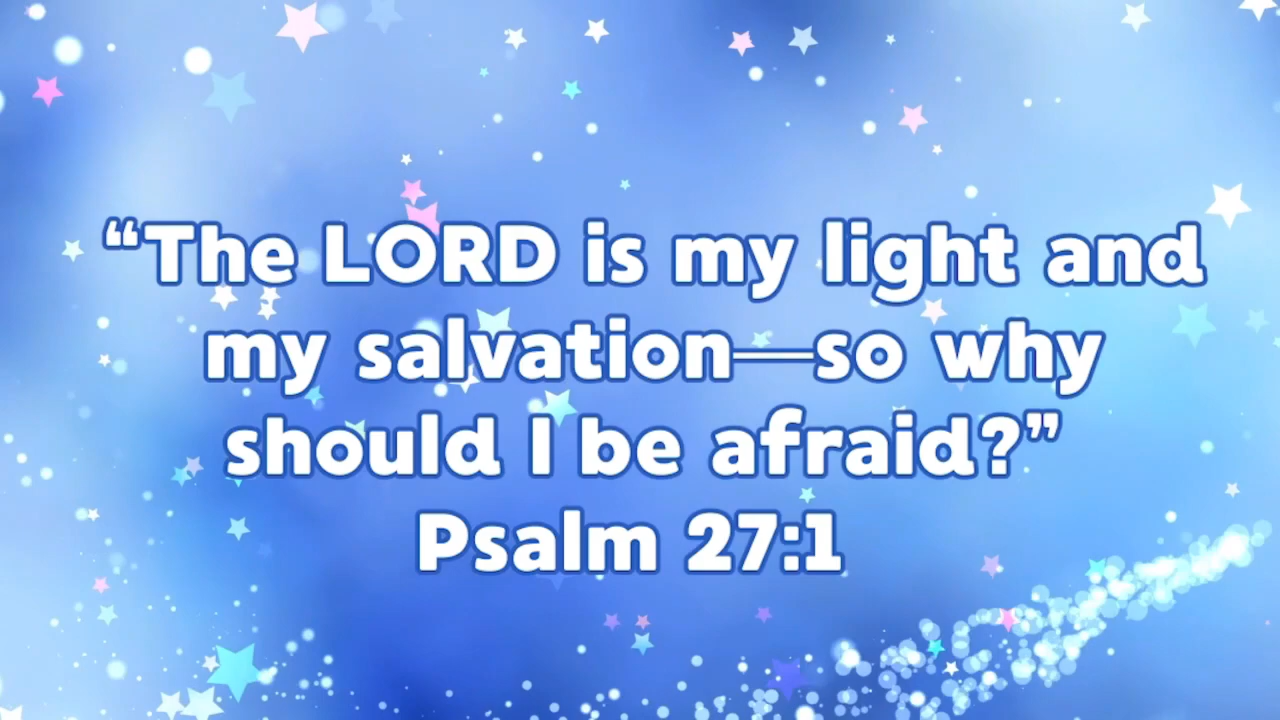 “The LORD is my light and
my salvation—so why
should I be afraid?”
Psalm 27:1